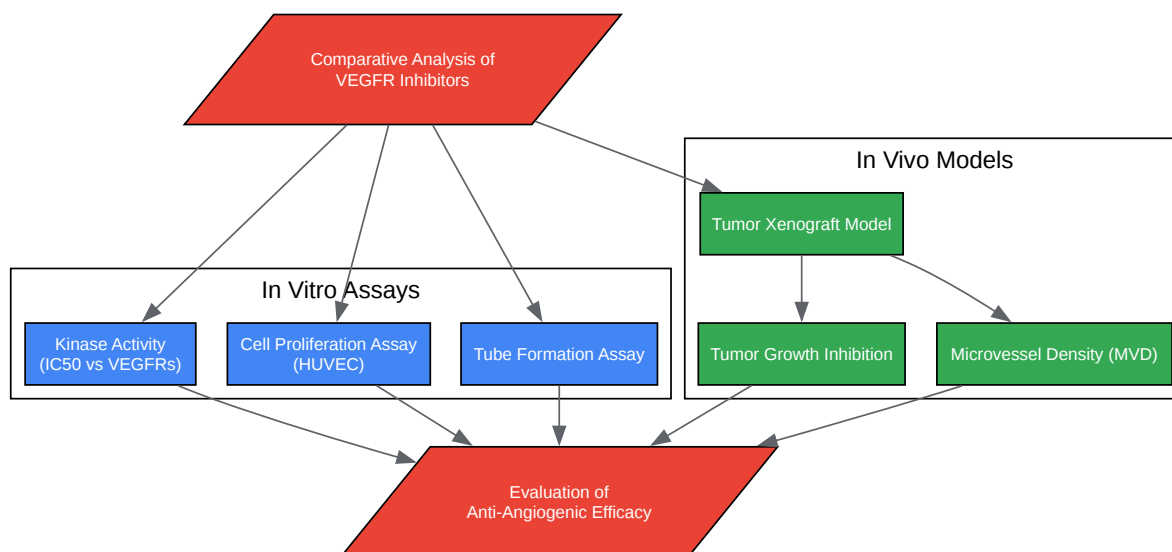 Comparative Analysis of
VEGFR Inhibitors
In Vivo Models
Tumor Xenograft Model
In Vitro Assays
Kinase Activity
(IC50 vs VEGFRs)
Cell Proliferation Assay
(HUVEC)
Tube Formation Assay
Tumor Growth Inhibition
Microvessel Density (MVD)
Evaluation of
Anti-Angiogenic Efficacy